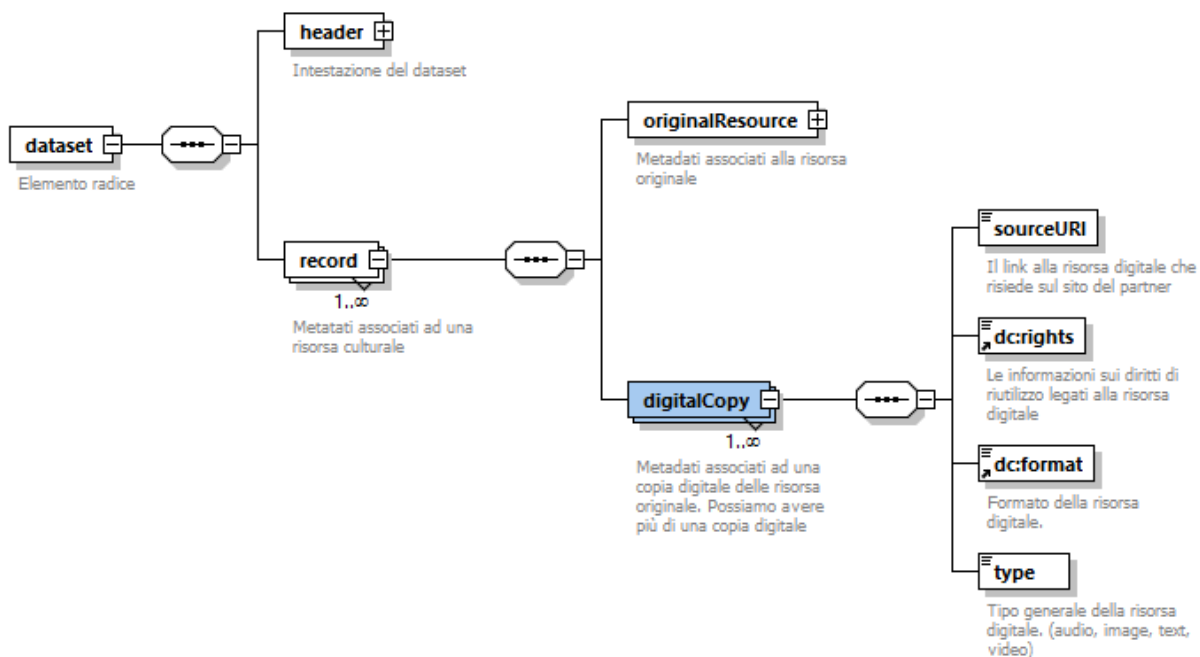 header
Intestazione del dataset
dataset
Elemento radice
record
1..∞
Metatati associati ad una
risorsa culturale
originalResource
Metadati associati alla risorsa
originale
digitalCopy
1..∞
Metadati associati ad una
copia digitale delle risorsa
originale. Possiamo avere
più di una copia digitale
sourceURI
Il link alla risorsa digitale che
risiede sul sito del partner
dc:rights
Le informazioni sui diritti di
riutilizzo legati alla risorsa
digitale
dc:format
Formato della risorsa
digitale.
type
Tipo generale della risorsa
digitale. (audio, image, text,
video)